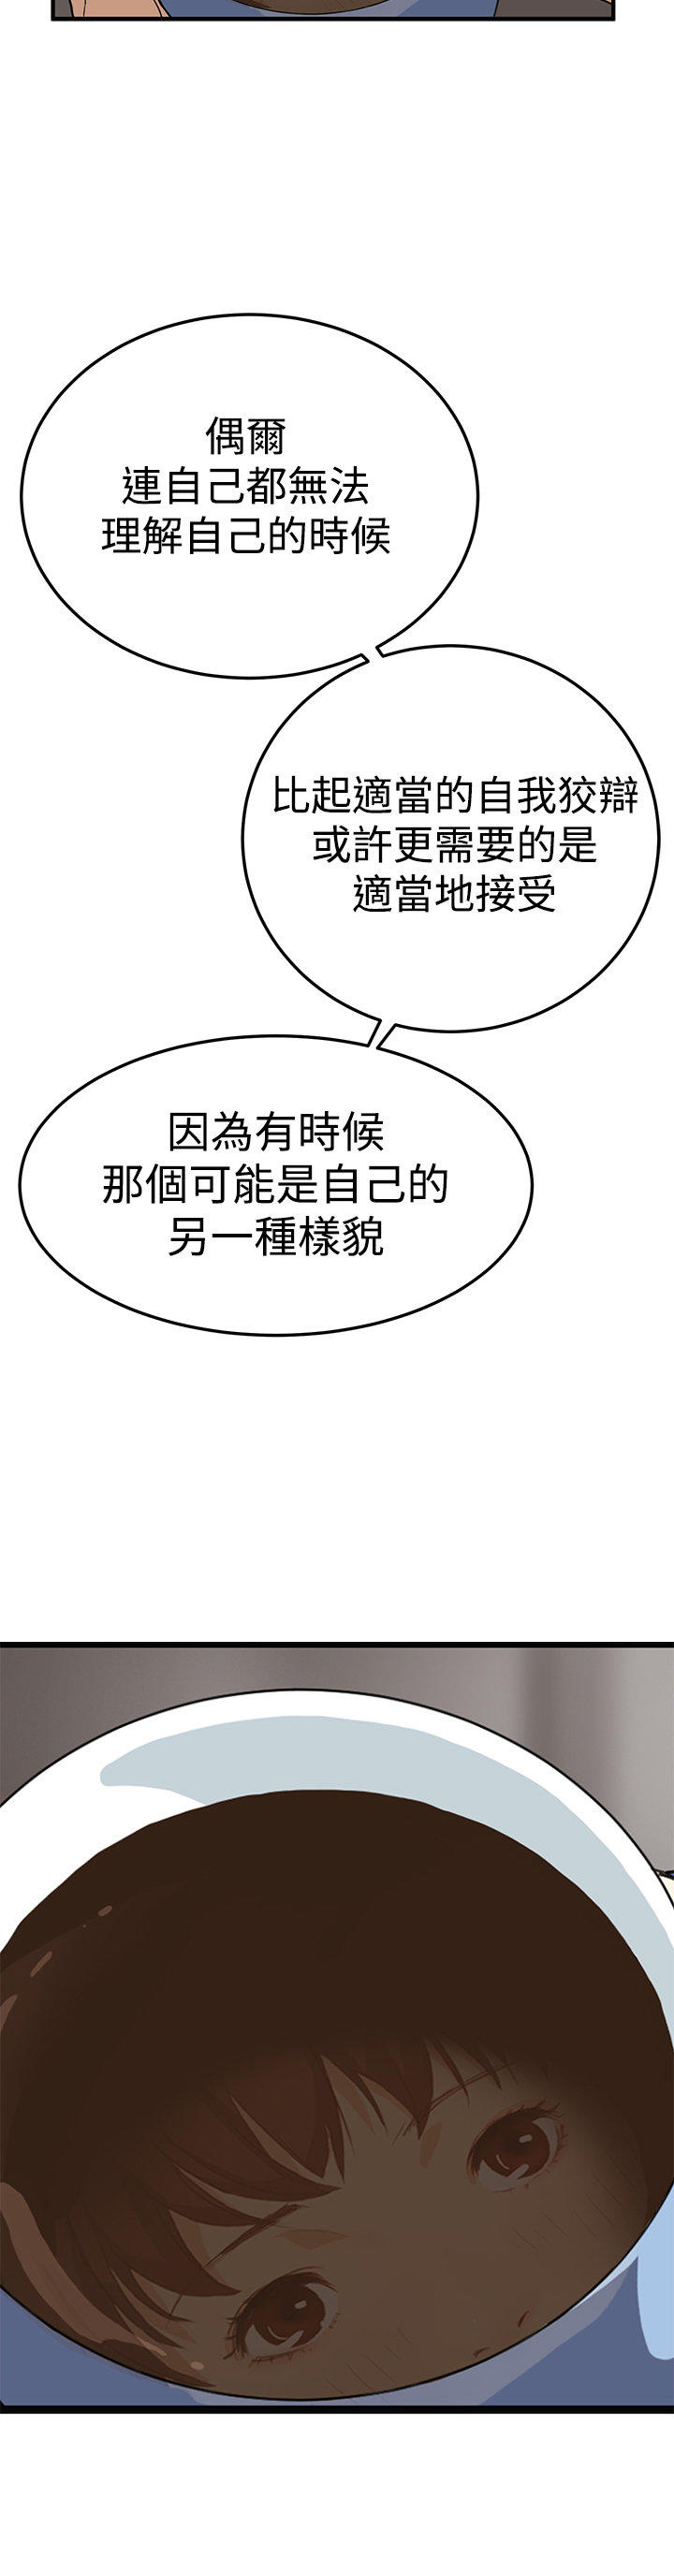 偶爾
連自己都無法
理解自己的時候
比起適當的自我狡辯
或許更需要的是
適當地接受
因為有時候
那個可能是自己的
另一種樣貌